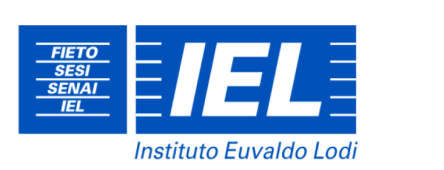 FIETO
SESI
SENAI
IEL
IEL
Instituto Euvaldo Lodi